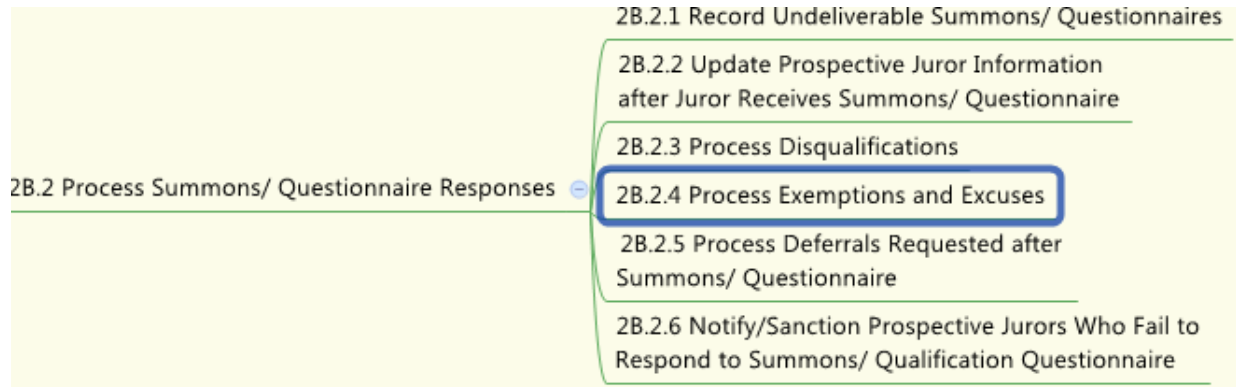 2B.2.1 Record Undeliverable Summons/ Questionnaires
2B.2.2 Update Prospective Juror Information
after Juror Receives Summons/ Questionnaire
2B.2.3 Process Disqualifications
2B.2 Process Summons/ Questionnaire Responses
2B.2.4 Process Exemptions and Excuses
2B.2.5 Process Deferrals Requested after
Summons/ Questionnaire
2B.2.6 Notify/Sanction Prospective Jurors Who Fail to
Respond to Summons/ Qualification Questionnaire